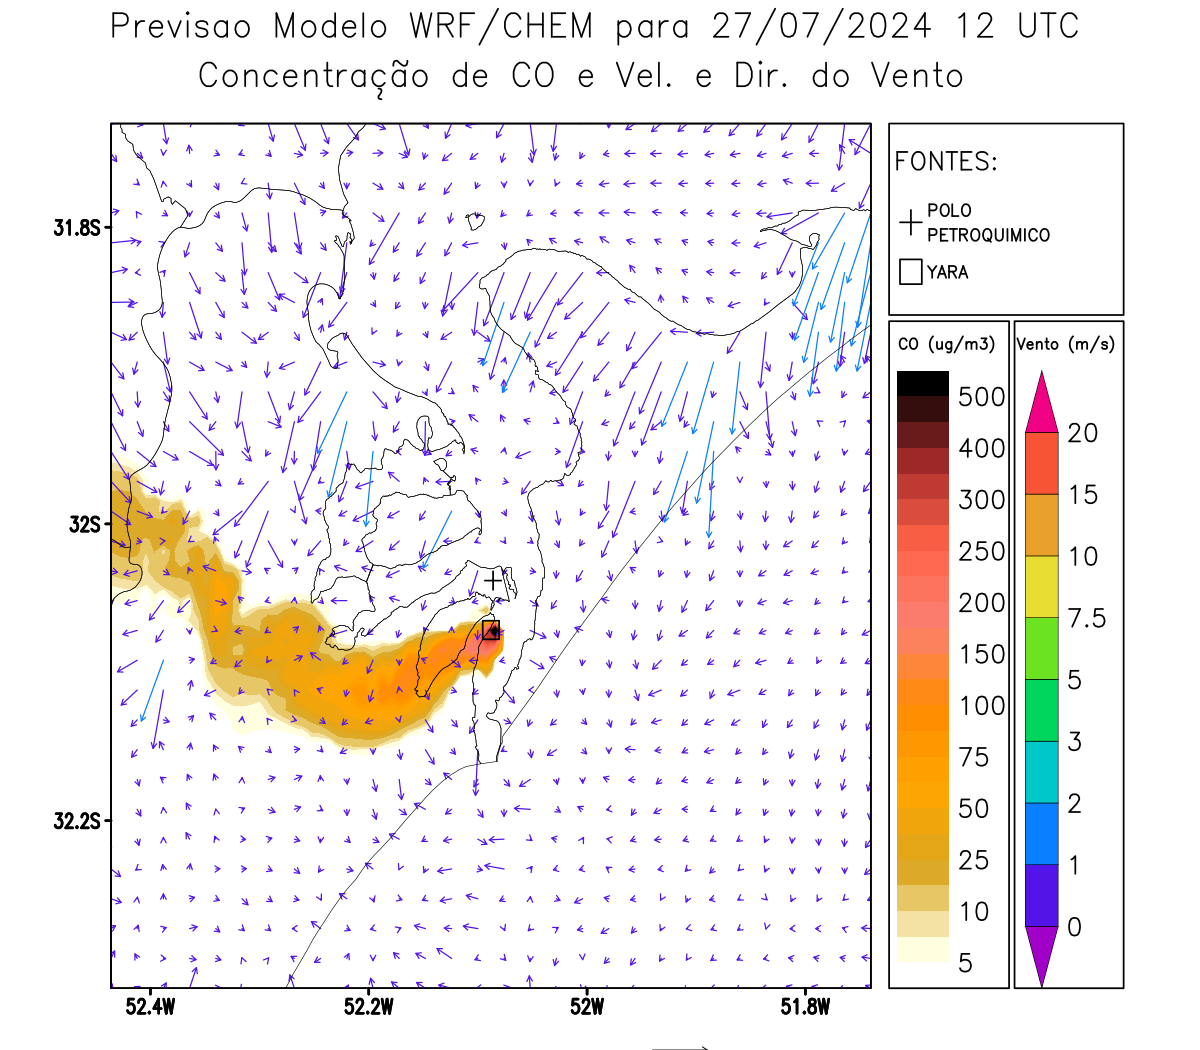 Previsao Modelo WRF/CHEM para 27/07/2024 12 UTC
Concentração de CO e Vel. e Dir. do Vento
FONTES:
POLO
PETROQUIMICO
YARA
CO (ug/m3)
500
400
300
250
200
150
100
75
50
25
10
5
Vento (m/s)
20
15
10
7.5
5
3
2
1
0
31.8S
32S
32.2S
52.4W
52.2W
52W
51.8W